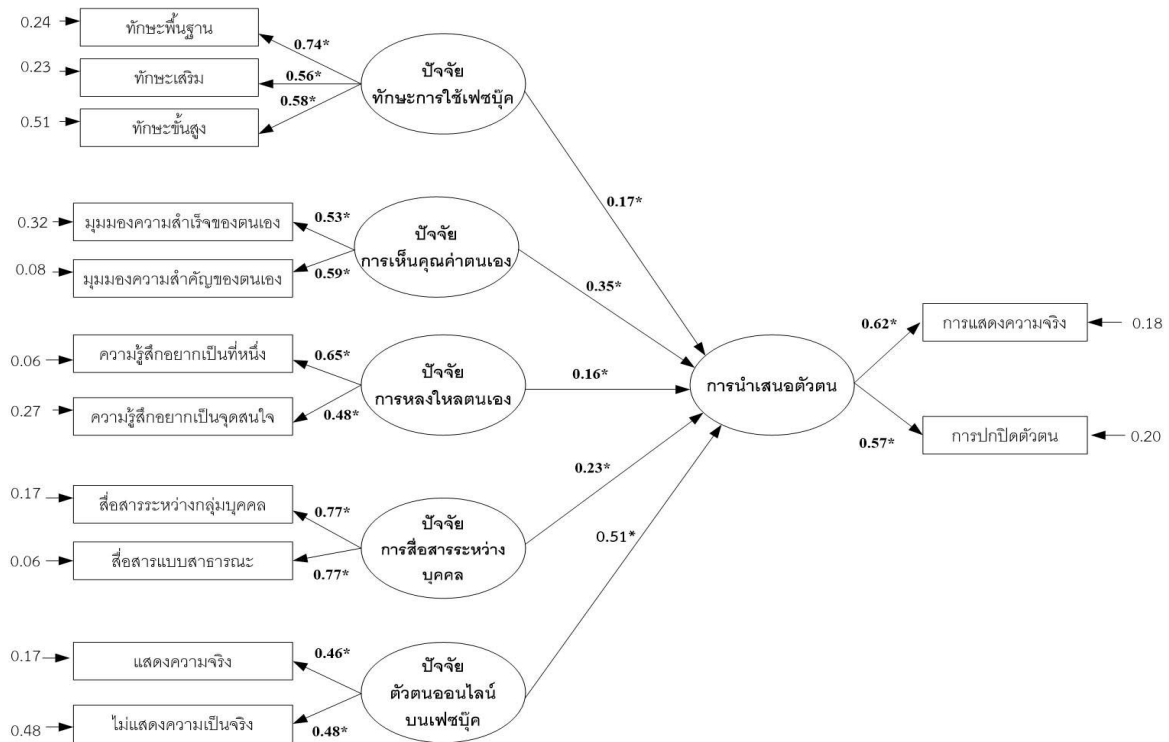 0.24
ทักษะพื้นฐาน
0.74*
0.23
ทักษะเสริม
0.56*
0.51
ทักษะขั้นสูง
0.58*
ปัจจัย
ทักษะการใช้เฟซบุ๊ค
0.17*
0.32
มุมมองความสำเร็จของตนเอง
0.53*
0.08
มุมมองความสำคัญของตนเอง
0.59*
ปัจจัย
การเห็นคุณค่าตนเอง
0.35*
0.06
ความรู้สึกอยากเป็นที่หนึ่ง
0.65*
0.27
ความรู้สึกอยากเป็นจุดสนใจ
0.48*
ปัจจัย
การหลงใหลตนเอง
0.16*
0.17
สื่อสารระหว่างกลุ่มบุคคล
0.77*
0.06
สื่อสารแบบสาธารณะ
0.77*
ปัจจัย
การสื่อสารระหว่าง
บุคคล
0.23*
0.17
แสดงความจริง
0.46*
0.48
ไม่แสดงความเป็นจริง
0.48*
ปัจจัย
ตัวตนออนไลน์
บนเฟซบุ๊ค
0.51*
การนำเสนอตัวตน
0.62*
การแสดงความจริง
0.18
0.57*
การปกปิดตัวตน
0.20